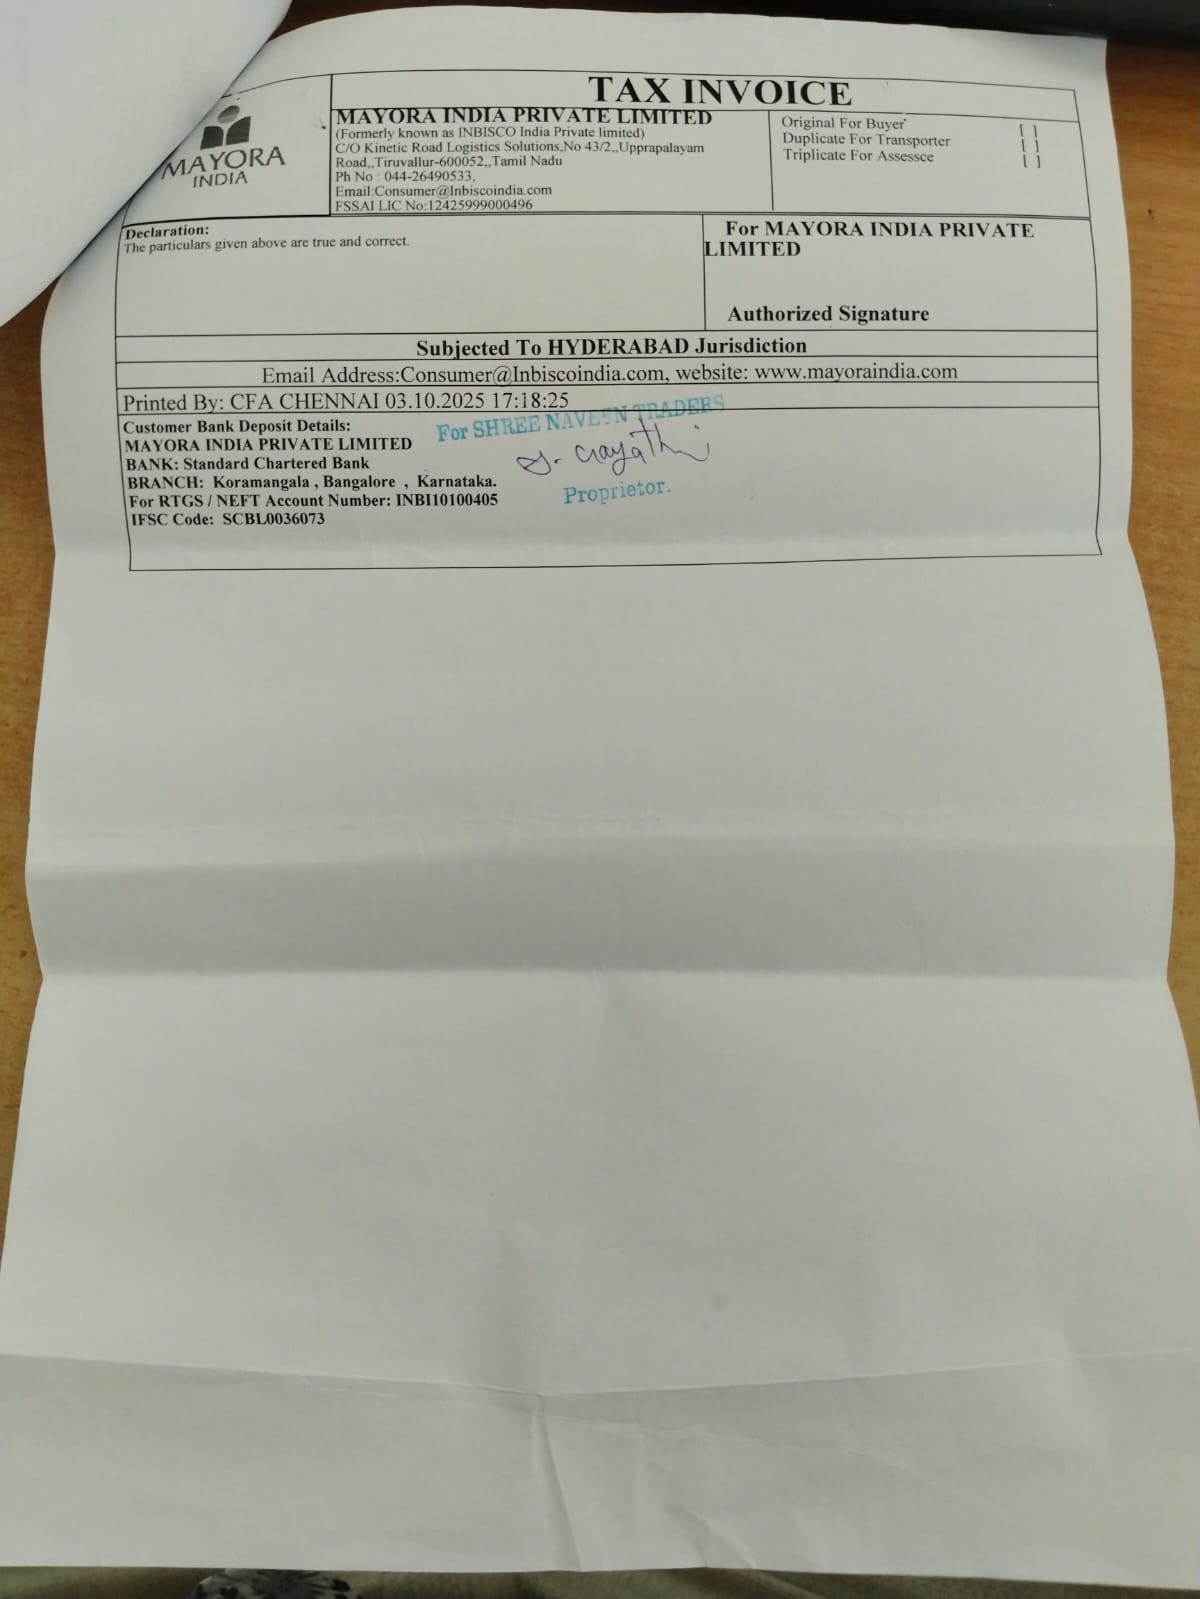 TAX INVOICE
MAYORA
INDIA
MAYORA INDIA PRIVATE LIMITED
(Formerly known as INBISCO India Private limited)
C/O Kinetic Road Logistics Solutions,No 43/2,,Upprapalayam
Road,,Tiruvallur-600052,,Tamil Nadu
Ph No : 044-26490533,
Email:Consumer@Inbiscoindia.com
FSSAI LIC No:12425999000496
Original For Buyer [ ]
Duplicate For Transporter [ ]
Triplicate For Assessce [ ]
Declaration:
The particulars given above are true and correct.
For MAYORA INDIA PRIVATE
LIMITED
Authorized Signature
Subjected To HYDERABAD Jurisdiction
Email Address:Consumer@Inbiscoindia.com, website: www.mayoraindia.com
Printed By: CFA CHENNAI 03.10.2025 17:18:25
Customer Bank Deposit Details:
MAYORA INDIA PRIVATE LIMITED
BANK: Standard Chartered Bank
BRANCH: Koramangala , Bangalore , Karnataka.
For RTGS / NEFT Account Number: INBI10100405
IFSC Code: SCBL0036073
For SHREE NAVEEN TRADERS
Proprietor.